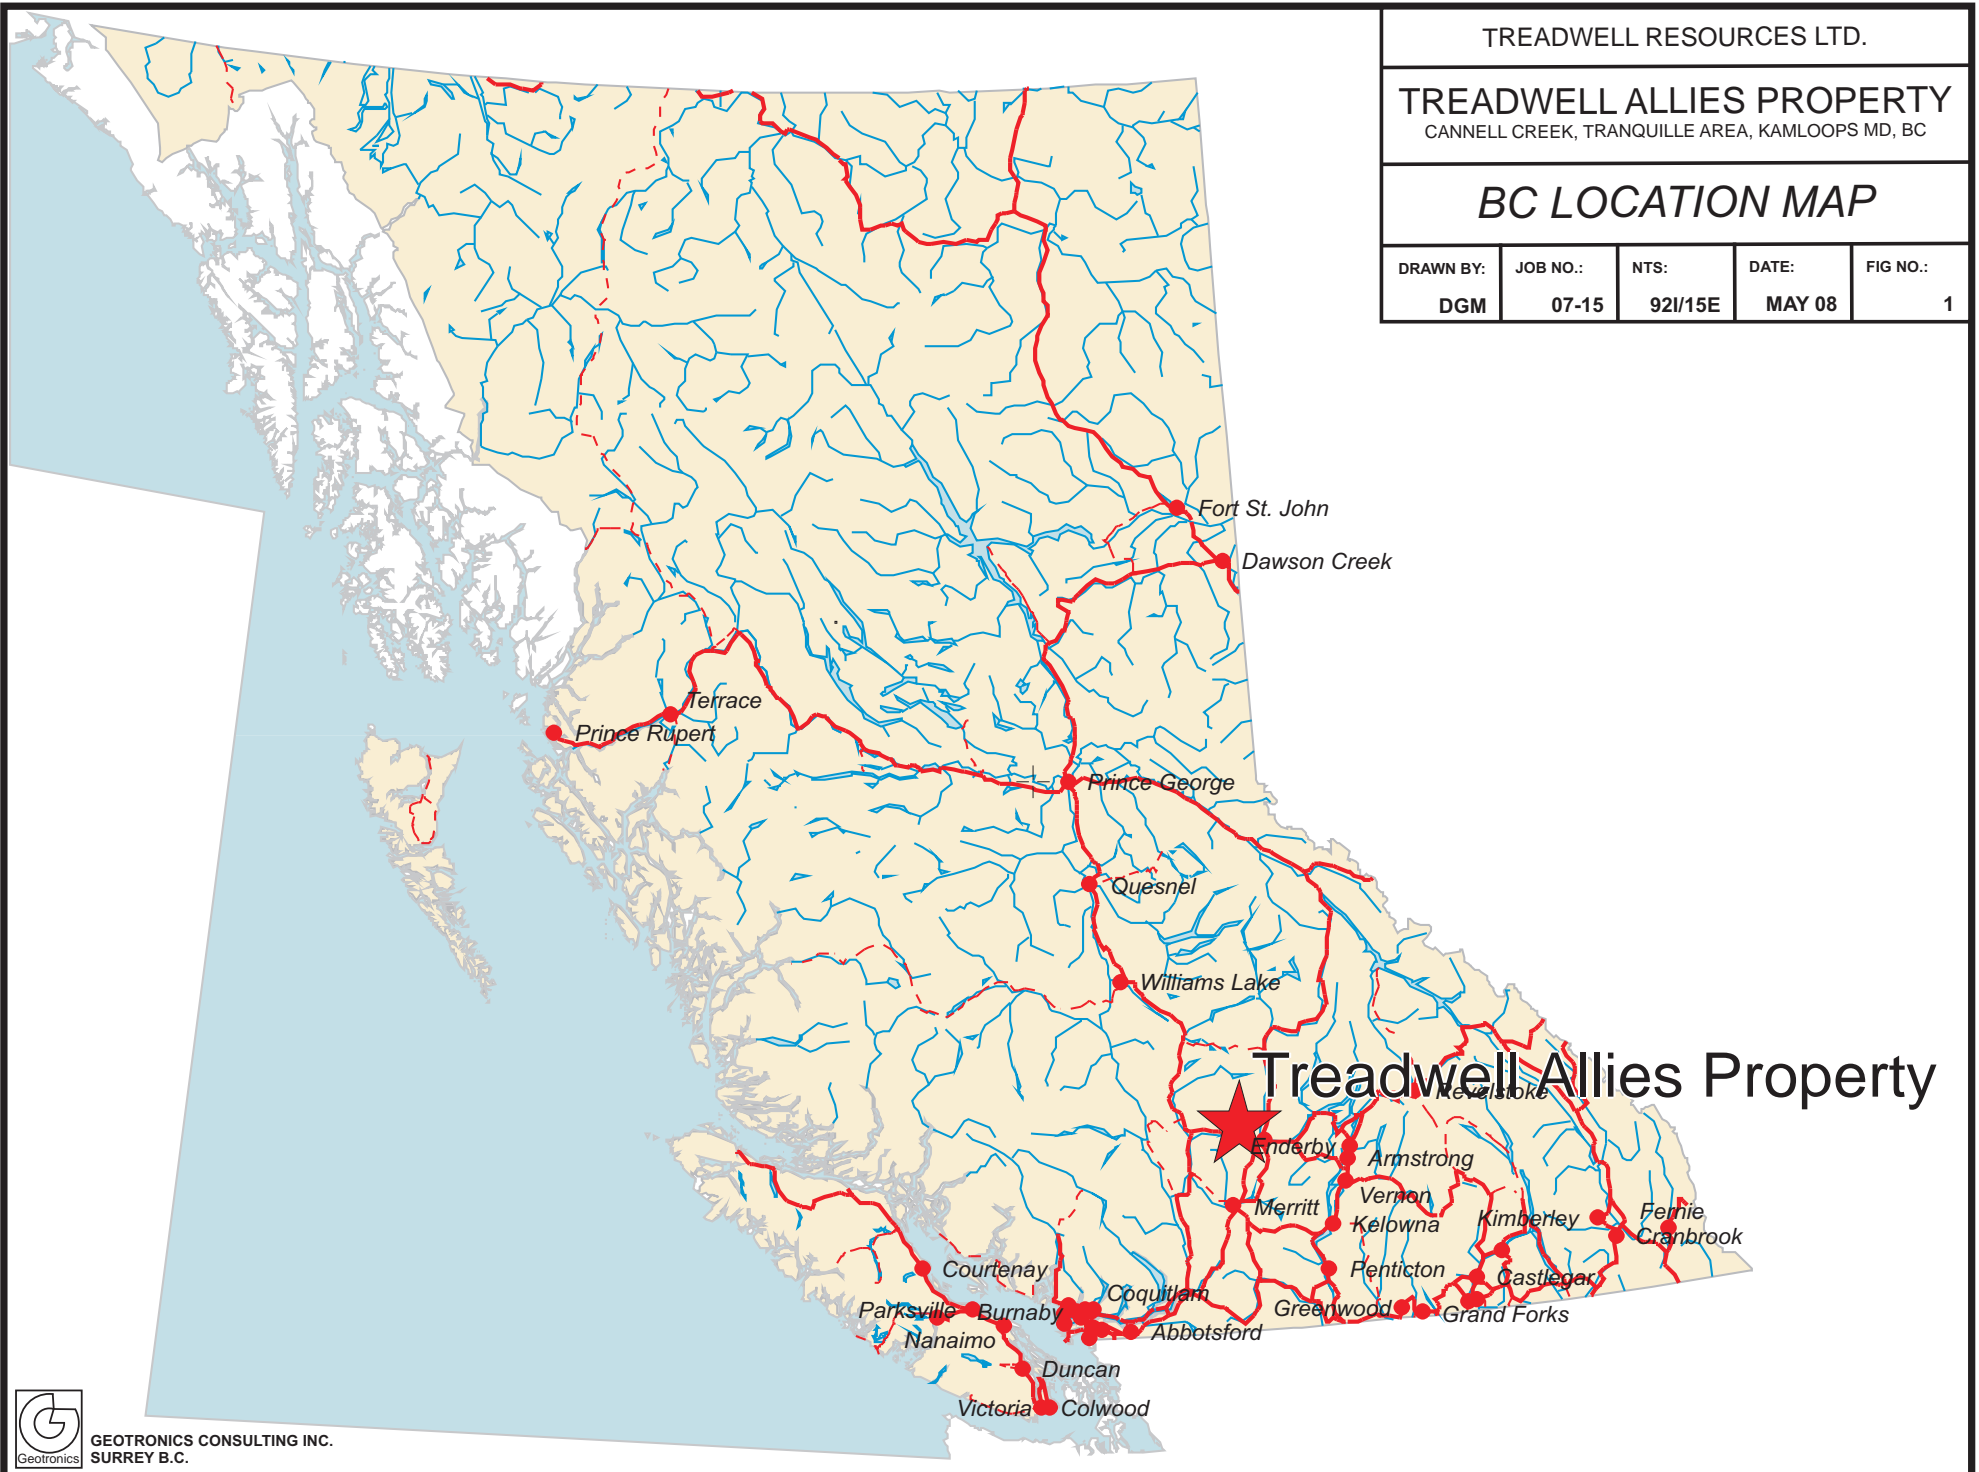 TREADWELL RESOURCES LTD.
TREADWELL ALLIES PROPERTY
CANNELL CREEK, TRANQUILLE AREA, KAMLOOPS MD, BC
BC LOCATION MAP
DRAWN BY: JOB NO.: NTS: DATE: FIG NO.:
DGM 07-15 92I/15E MAY 08 1
Fort St. John
Dawson Creek
Terrace
Prince Rupert
Prince George
Quesnel
Williams Lake
Treadwell Allies Property
Revelstoke
Enderby
Armstrong
Vernon
Merritt
Kelowna
Kimberley
Fernie
Cranbrook
Courtenay
Penticton
Castlegar
Coquitlam
Parksville
Burnaby
Greenwood
Grand Forks
Nanaimo
Abbotsford
Duncan
Victoria
Colwood
Geotronics
GEOTRONICS CONSULTING INC.
SURREY B.C.